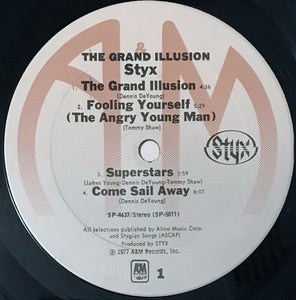 A&M
THE GRAND ILLUSION
Styx
1. The Grand Illusion 4:36
(Dennis DeYoung)
2. Fooling Yourself 5:29
(The Angry Young Man)
(Tommy Shaw)
Styx
3. Superstars 3:59
(James Young-Dennis DeYoung-Tommy Shaw)
4. Come Sail Away 6:07
(Dennis DeYoung)
SP-4637/Stereo (SP-5011)
All selections published by Almo Music Corp.
and Stygian Songs (ASCAP)
Produced by STYX
℗ 1977 A&M Records, Inc.
A&M
1